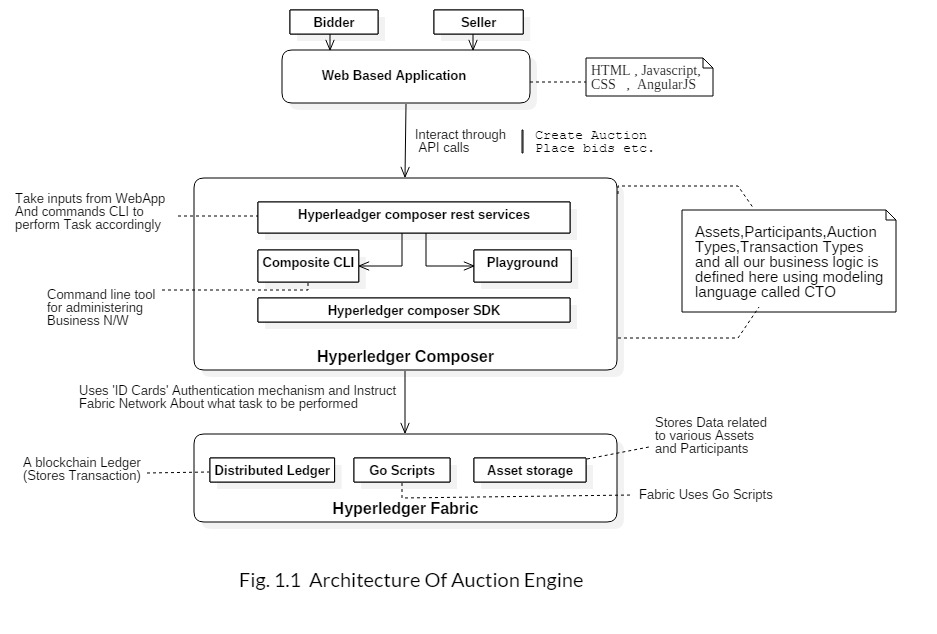 Bidder
Seller
Web Based Application
HTML , Javascript,
CSS , AngularJS
Interact through
API calls
Create Auction
Place bids etc.
Take inputs from WebApp
And commands CLI to
perform Task accordingly
Hyperleadger composer rest services
Composite CLI
Playground
Command line tool
for administering
Business N/W
Hyperledger composer SDK
Hyperledger Composer
Assets,Participants,Auction
Types,Transaction Types
and all our business logic is
defined here using modeling
language called CTO
Uses 'ID Cards' Authentication mechanism and Instruct
Fabric Network About what task to be performed
Stores Data related
to various Assets
and Participants
A blockchain Ledger
(Stores Transaction)
Distributed Ledger
Go Scripts
Asset storage
Fabric Uses Go Scripts
Hyperledger Fabric
Fig. 1.1 Architecture Of Auction Engine